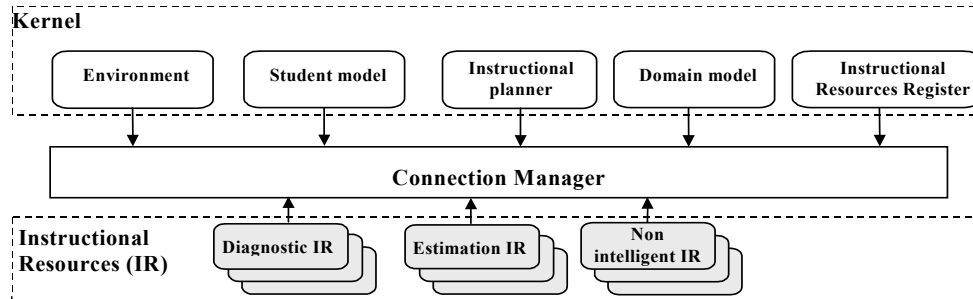 Kernel
Environment
Student model
Instructional
planner
Domain model
Instructional
Resources Register
Connection Manager
Instructional
Resources (IR)
Diagnostic IR
Estimation IR
Non
intelligent IR